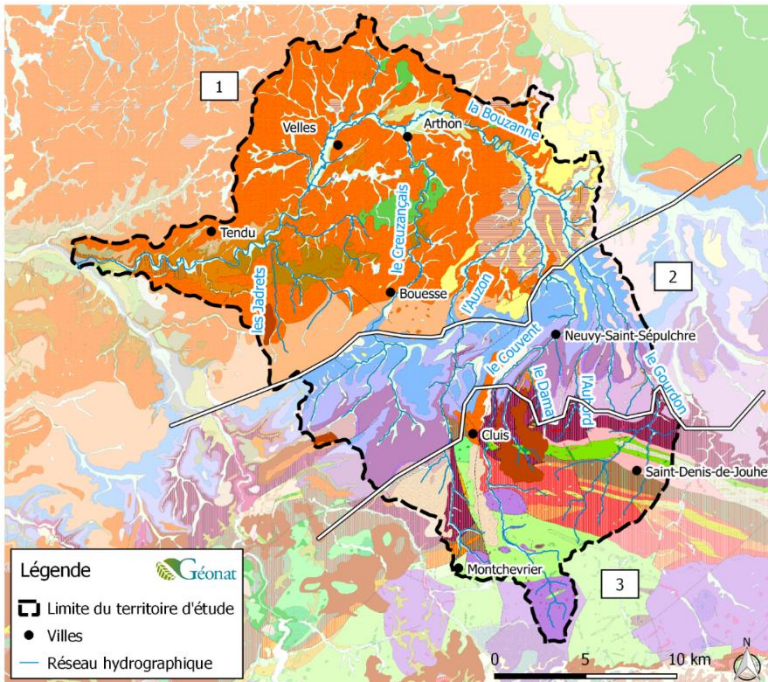 1
la Bouzanne
Velles
Arthon
le Creuzançais
Tendu
2
les Jadrets
Bouesse
l'Auzon
Neuvy-Saint-Sépulchre
le Gourdon
le Couvent
le Darnal
l'Aubord
Cluis
Saint-Denis-de-Jouhet
Montchevrier
3
Légende
Géonat
Limite du territoire d'étude
Villes
Réseau hydrographique
0 5 10 km
N